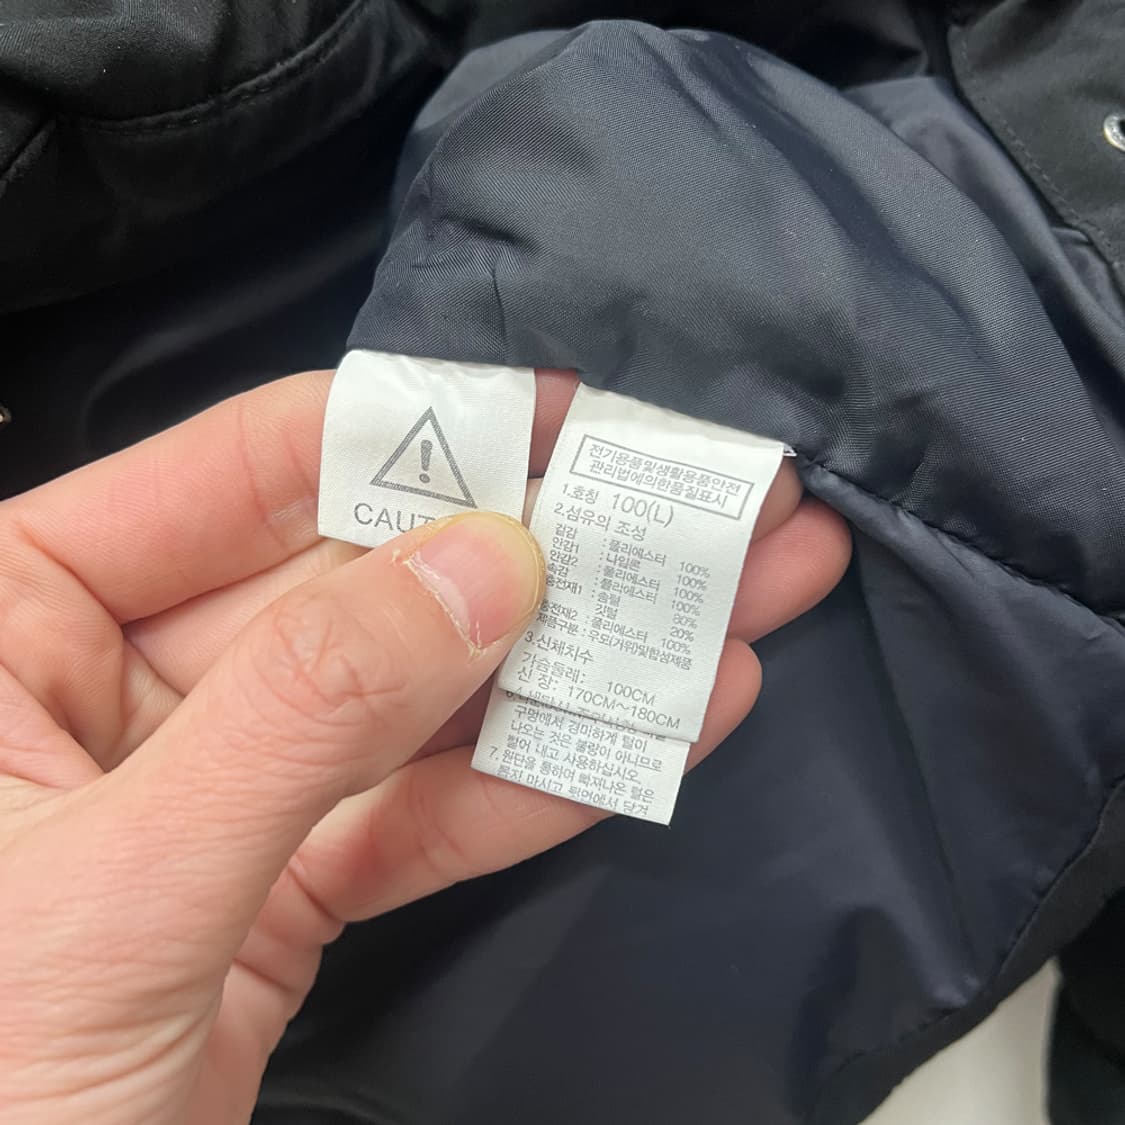 CAUT
전기용품및생활용품안전
관리법에의한품질표시
1.호칭 100(L)
2.섬유의 조성
겉감 : 폴리에스터 100%
안감1 : 나일론 100%
안감2 : 폴리에스터 100%
속감 : 폴리에스터 100%
충전재1 : 솜털 80%
깃털 20%
충전재2 : 폴리에스터 100%
제품구분 : 우모(거위)및합성제품
3.신체치수
가슴둘레: 100CM
신 장: 170CM~180CM
구멍에서 경미하게 털이
나오는 것은 불량이 아니므로
털어 내고 사용하십시오.
7. 원단을 통하여 빠져나온 털은
뽑지 마시고 뒷면에서 당겨